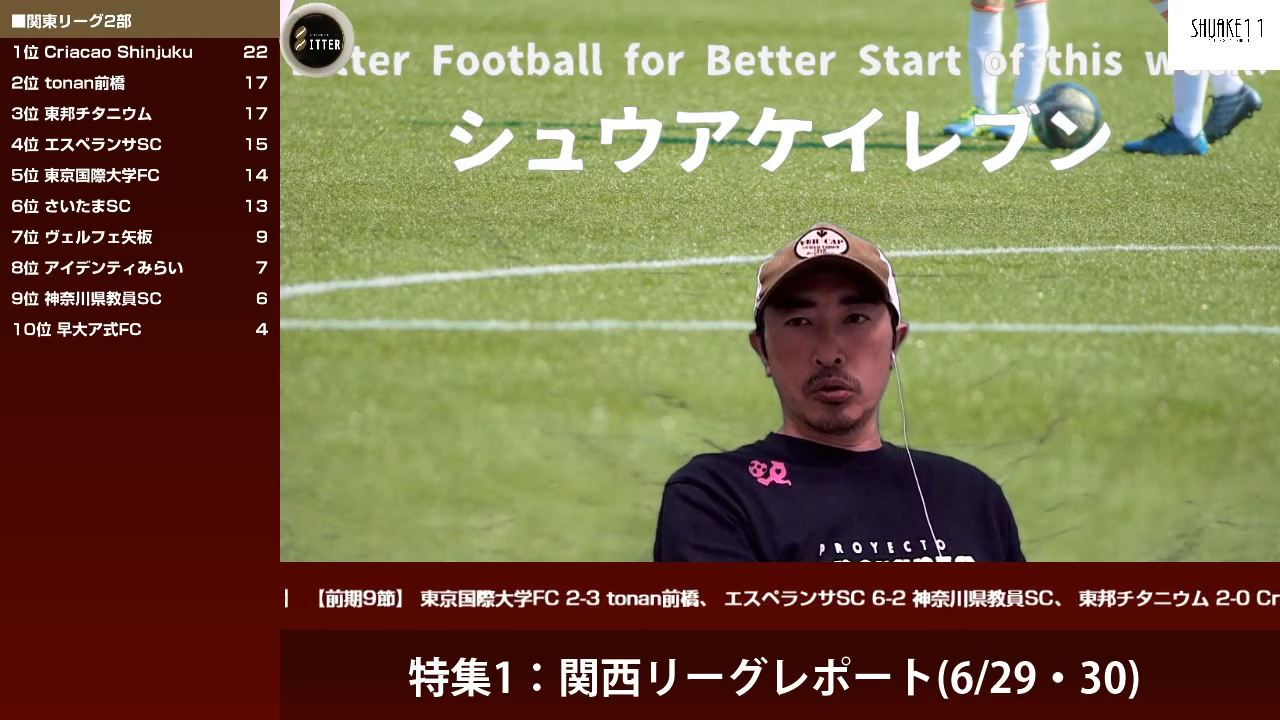 ■関東リーグ2部
1位 Criacao Shinjuku 22
2位 tonan前橋 17
3位 東邦チタニウム 17
4位 エスペランサSC 15
5位 東京国際大学FC 14
6位 さいたまSC 13
7位 ヴェルフェ矢板 9
8位 アイデンティみらい 7
9位 神奈川県教員SC 6
10位 早大ア式FC 4
ITTER
SHUAKE11
Football for Better Start of this
シュウアケイレブン
PROYECTO
【前期9節】 東京国際大学FC 2-3 tonan前橋、 エスペランサSC 6-2 神奈川県教員SC、 東邦チタニウム 2-0 Cr
特集1：関西リーグレポート(6/29・30)